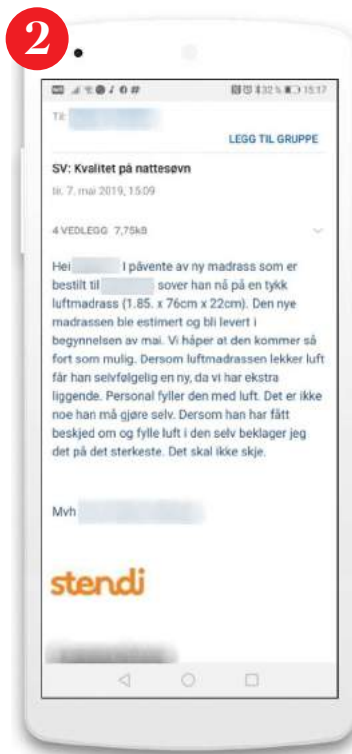 2
32 % 15:17
Til:
LEGG TIL GRUPPE
SV: Kvalitet på nattesøvn
tir. 7. mai 2019, 15:09
4 VEDLEGG 7,75kB
Hei I påvente av ny madrass som er
bestilt til sover han nå på en tykk
luftmadrass (1.85. x 76cm x 22cm). Den nye
madrassen ble estimert og bli levert i
begynnelsen av mai. Vi håper at den kommer så
fort som mulig. Dersom luftmadrassen lekker luft
får han selvfølgelig en ny, da vi har ekstra
liggende. Personal fyller den med luft. Det er ikke
noe han må gjøre selv. Dersom han har fått
beskjed om og fylle luft i den selv beklager jeg
det på det sterkeste. Det skal ikke skje.
Mvh
stendi